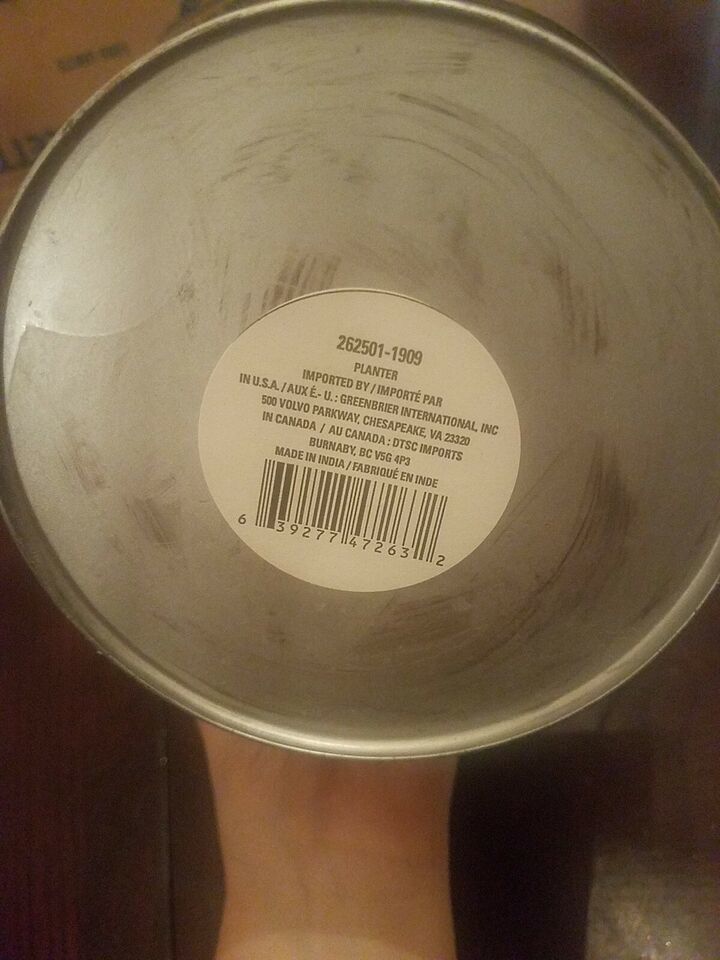 262501-1909
PLANTER
IMPORTED BY / IMPORTÉ PAR
IN U.S.A. / AUX É.- U. : GREENBRIER INTERNATIONAL, INC
500 VOLVO PARKWAY, CHESAPEAKE, VA 23320
IN CANADA / AU CANADA : DTSC IMPORTS
BURNABY, BC V5G 4P3
MADE IN INDIA / FABRIQUÉ EN INDE
6 39277 47263 2